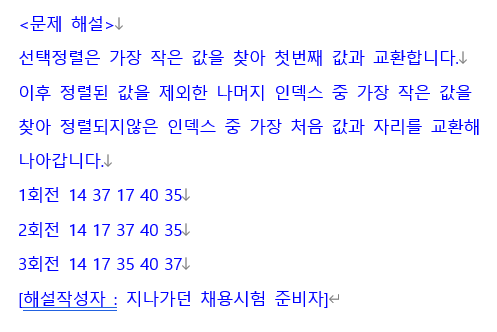 <문제 해설>↓
선택정렬은 가장 작은 값을 찾아 첫번째 값과 교환합니다.↓
이후 정렬된 값을 제외한 나머지 인덱스 중 가장 작은 값을
찾아 정렬되지않은 인덱스 중 가장 처음 값과 자리를 교환해
나아갑니다.↓
1회전 14 37 17 40 35↓
2회전 14 17 37 40 35↓
3회전 14 17 35 40 37↓
[해설작성자 : 지나가던 채용시험 준비자]↵